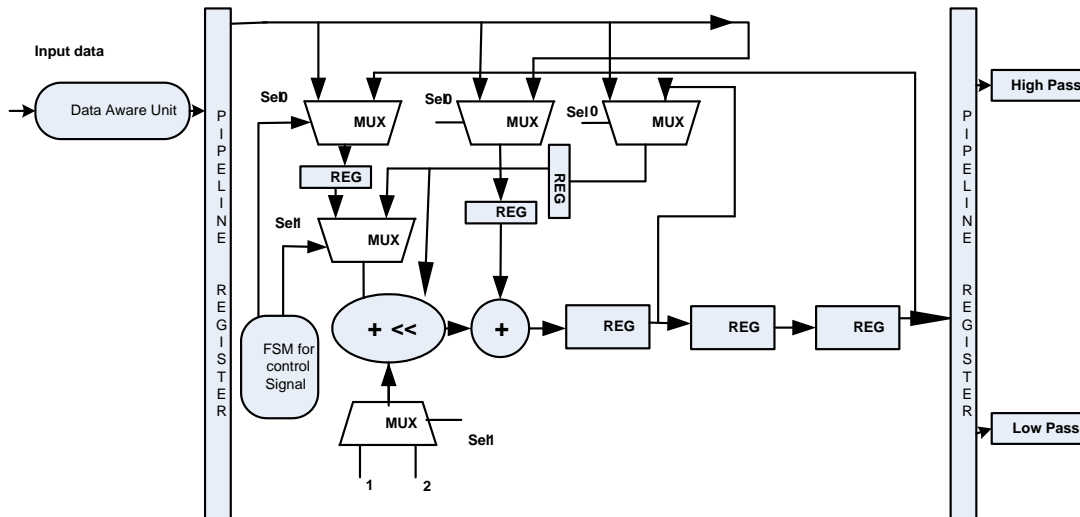 Input data
Data Aware Unit
PIPELINE REGISTER
Sel0
MUX
Sel0
MUX
Sel0
MUX
REG
REG
REG
Sel1
MUX
+ <<
+
REG
REG
REG
FSM for
control
Signal
MUX
Sel1
1
2
PIPELINE REGISTER
High Pass
Low Pass